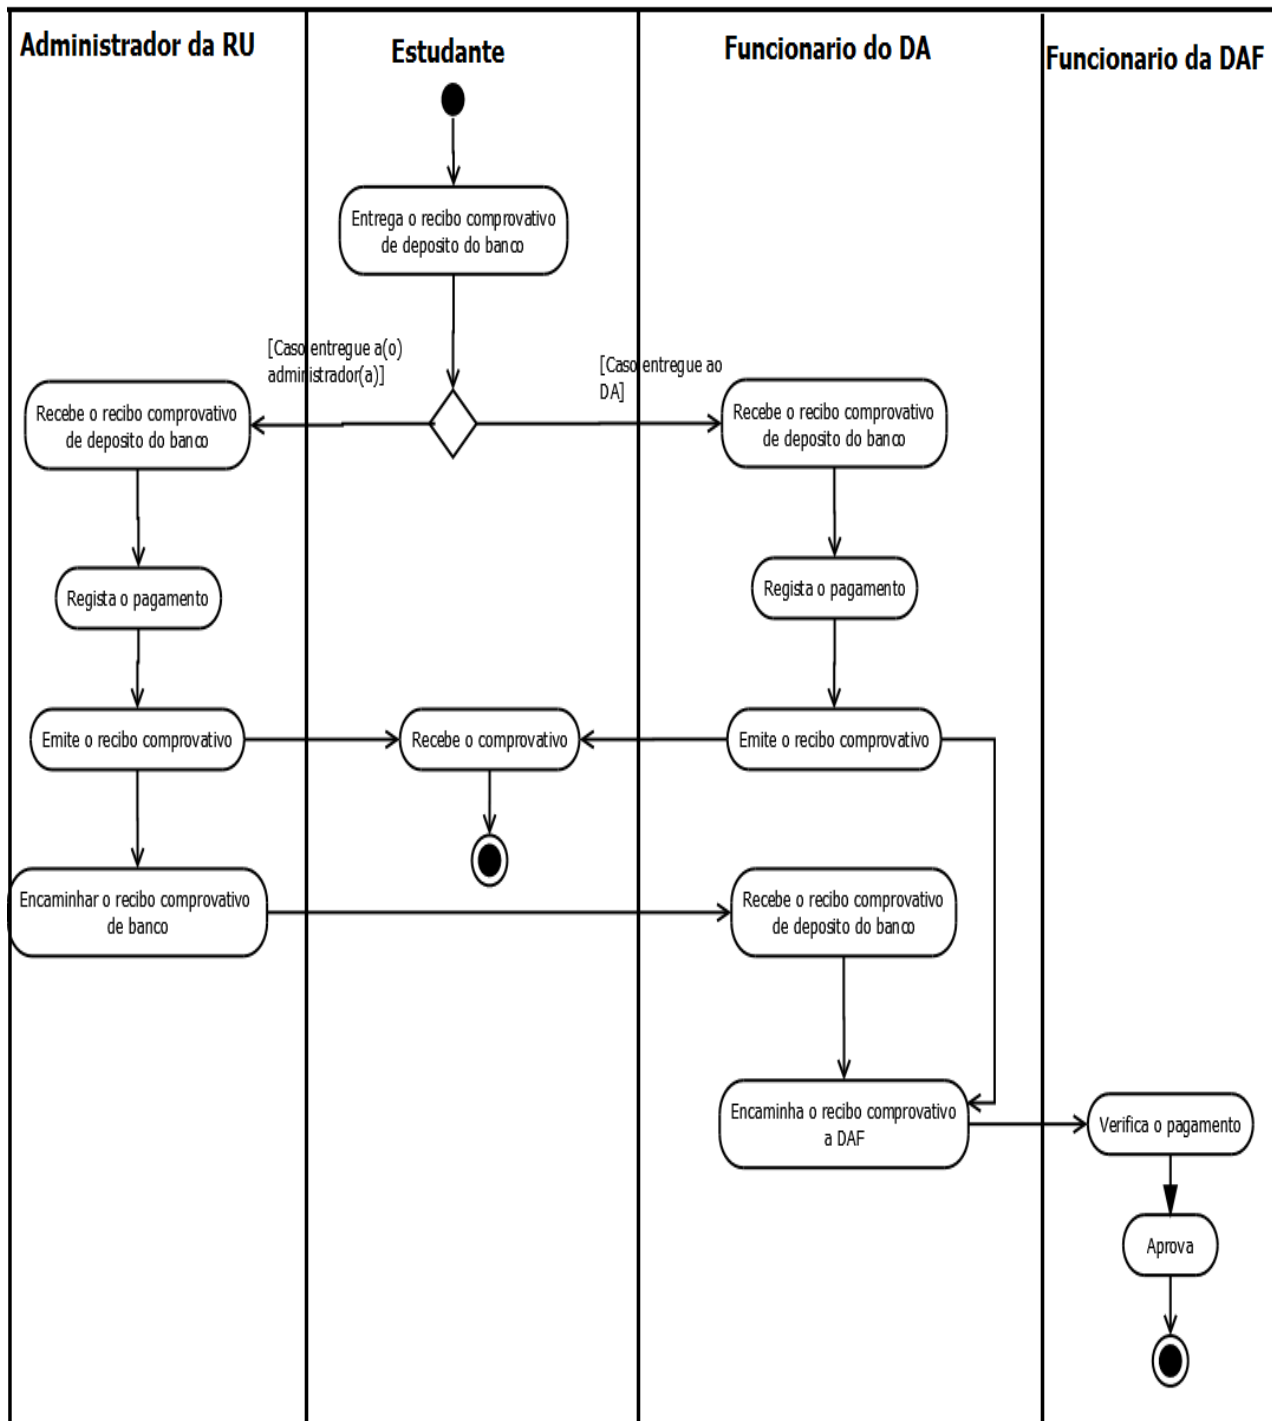 Administrador da RU
Estudante
Funcionario do DA
Funcionario da DAF
Entrega o recibo comprovativo
de deposito do banco
[Caso entregue a(o)
administrador(a)]
[Caso entregue ao
DA]
Recebe o recibo comprovativo
de deposito do banco
Recebe o recibo comprovativo
de deposito do banco
Regista o pagamento
Regista o pagamento
Emite o recibo comprovativo
Recebe o comprovativo
Emite o recibo comprovativo
Encaminhar o recibo comprovativo
de banco
Recebe o recibo comprovativo
de deposito do banco
Encaminha o recibo comprovativo
a DAF
Verifica o pagamento
Aprova